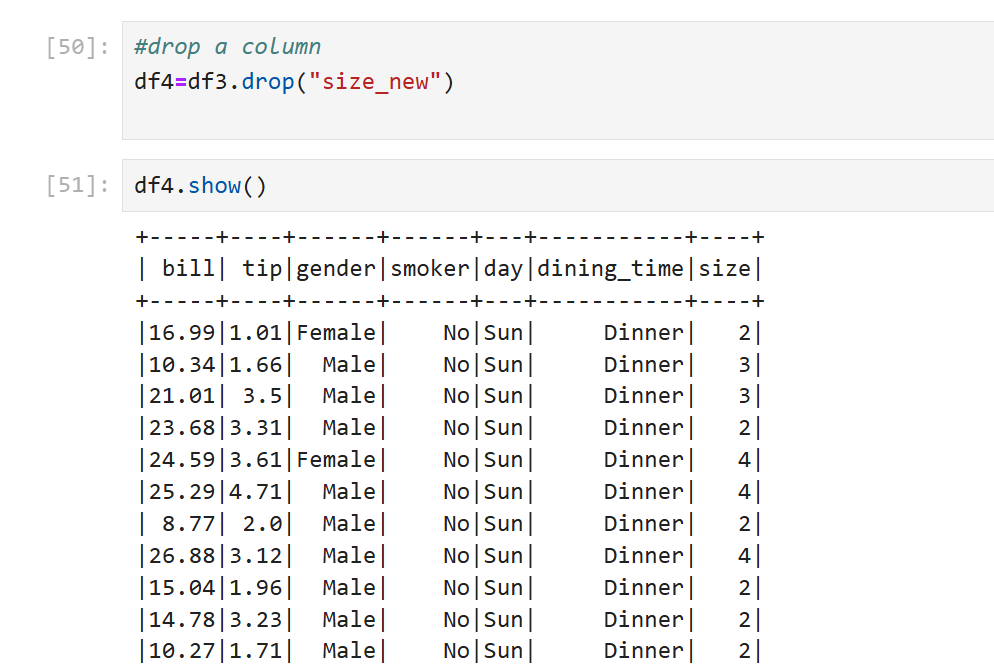 [50]: #drop a column
df4=df3.drop("size_new")
[51]: df4.show()
+-----+----+------+------+---+-----------+----+
| bill| tip|gender|smoker|day|dining_time|size|
+-----+----+------+------+---+-----------+----+
|16.99|1.01|Female|    No|Sun|     Dinner|   2|
|10.34|1.66|  Male|    No|Sun|     Dinner|   3|
|21.01| 3.5|  Male|    No|Sun|     Dinner|   3|
|23.68|3.31|  Male|    No|Sun|     Dinner|   2|
|24.59|3.61|Female|    No|Sun|     Dinner|   4|
|25.29|4.71|  Male|    No|Sun|     Dinner|   4|
| 8.77| 2.0|  Male|    No|Sun|     Dinner|   2|
|26.88|3.12|  Male|    No|Sun|     Dinner|   4|
|15.04|1.96|  Male|    No|Sun|     Dinner|   2|
|14.78|3.23|  Male|    No|Sun|     Dinner|   2|
|10.27|1.71|  Male|    No|Sun|     Dinner|   2|